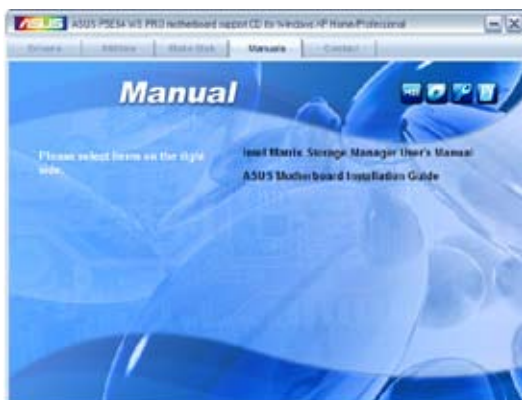 ASUS ASUS P5E64 WS PRO motherboard support CD for Windows XP Home/Professional
Drivers Utilities Make Disk Manuals Contact
Manual
Please select items on the right
side.
Intel Matrix Storage Manager User's Manual
ASUS Motherboard Installation Guide